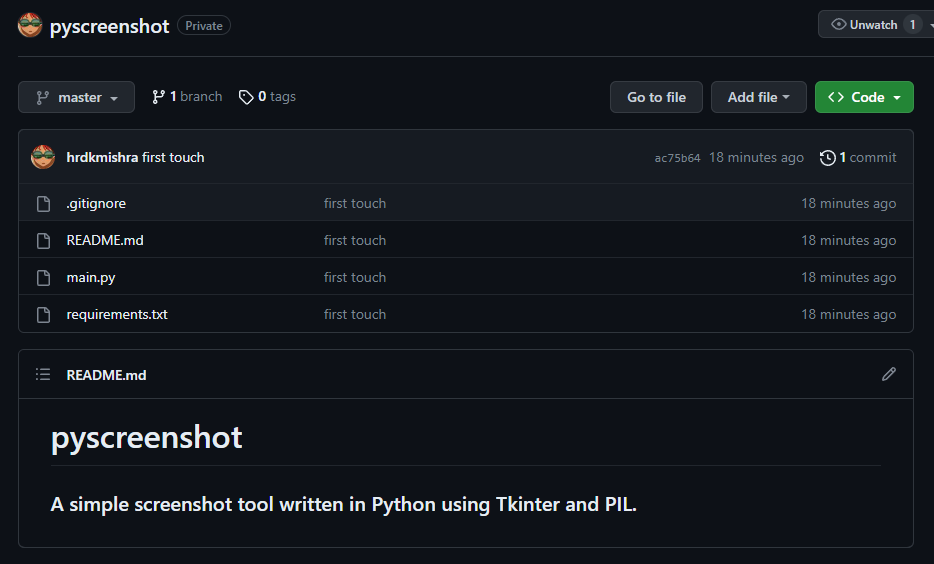 pyscreenshot Private Unwatch 1
master 1 branch 0 tags Go to file Add file Code
hrdkmishra first touch ac75b64 18 minutes ago 1 commit
.gitignore first touch 18 minutes ago
README.md first touch 18 minutes ago
main.py first touch 18 minutes ago
requirements.txt first touch 18 minutes ago
README.md
pyscreenshot
A simple screenshot tool written in Python using Tkinter and PIL.